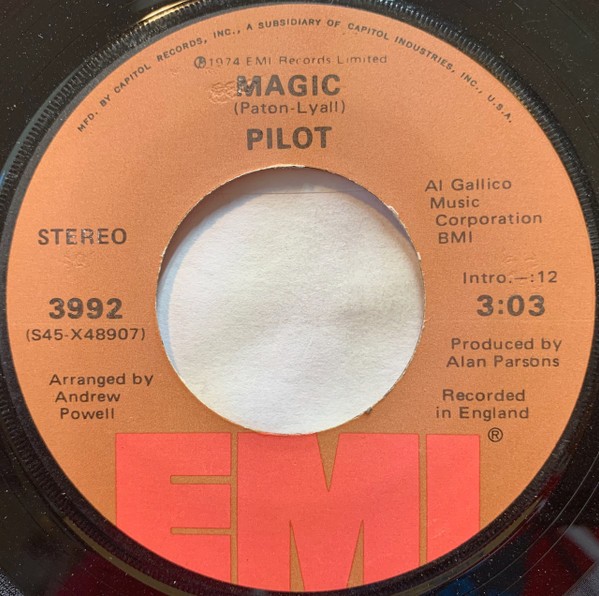 MFD. BY CAPITOL RECORDS, INC., A SUBSIDIARY OF CAPITOL INDUSTRIES, INC., U.S.A.
℗1974 EMI Records Limited
MAGIC
(Paton-Lyall)
PILOT
Al Gallico
Music
Corporation
BMI
STEREO
Intro.—:12
3992
3:03
(S45-X48907)
Produced by
Alan Parsons
Arranged by
Andrew
Powell
Recorded
in England
EMI®